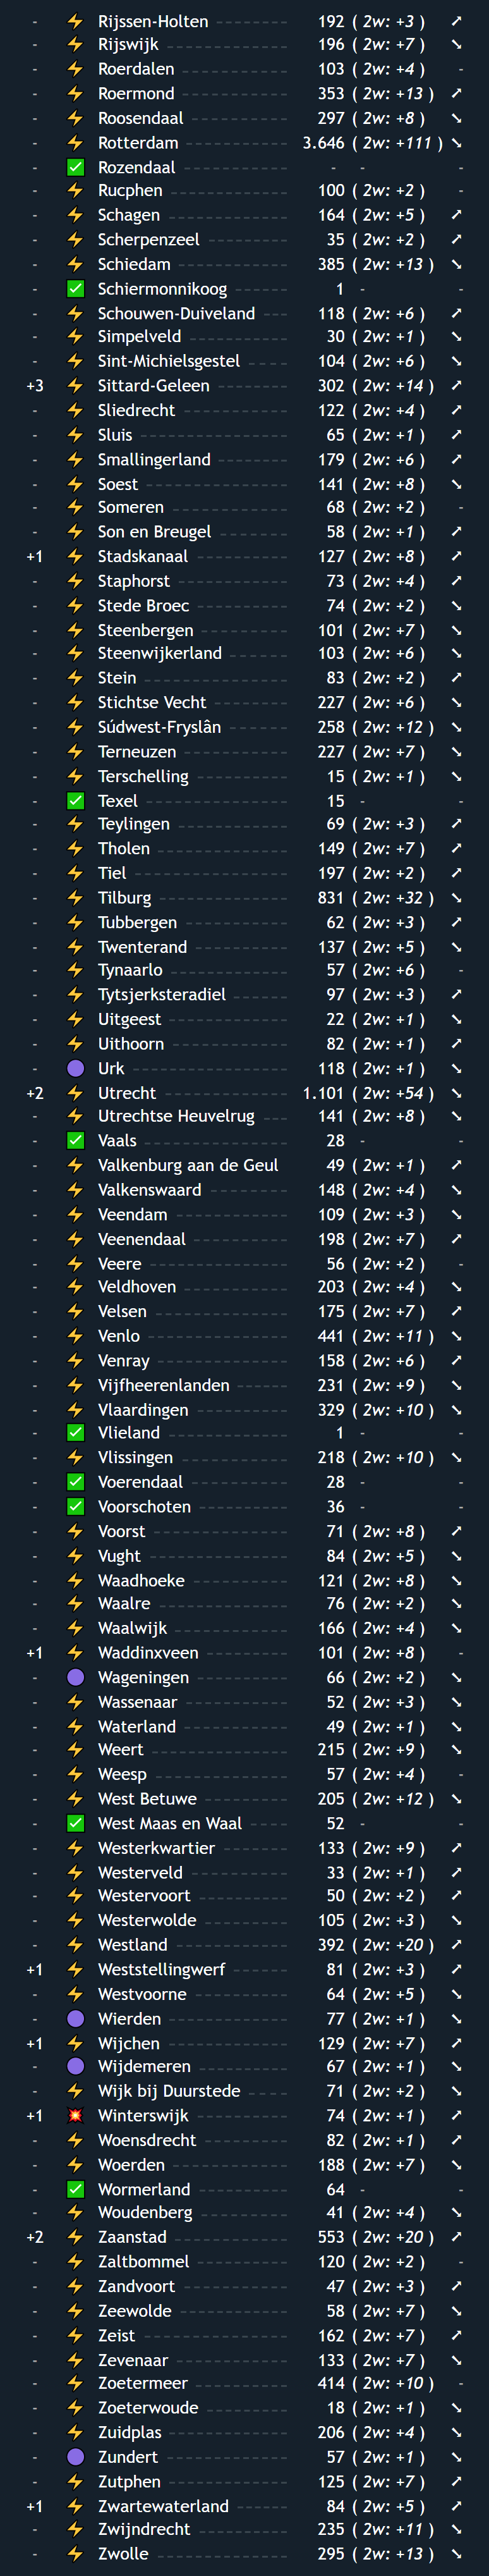 - ⚡ Rijssen-Holten 192 ( 2w: +3 ) ↗
- ⚡ Rijswijk 196 ( 2w: +7 ) ↘
- ⚡ Roerdalen 103 ( 2w: +4 ) -
- ⚡ Roermond 353 ( 2w: +13 ) ↗
- ⚡ Roosendaal 297 ( 2w: +8 ) ↘
- ⚡ Rotterdam 3.646 ( 2w: +111 ) ↘
- ✅ Rozendaal - - -
- ⚡ Rucphen 100 ( 2w: +2 ) -
- ⚡ Schagen 164 ( 2w: +5 ) ↗
- ⚡ Scherpenzeel 35 ( 2w: +2 ) ↗
- ⚡ Schiedam 385 ( 2w: +13 ) ↘
- ✅ Schiermonnikoog 1 - -
- ⚡ Schouwen-Duiveland 118 ( 2w: +6 ) ↗
- ⚡ Simpelveld 30 ( 2w: +1 ) ↘
- ⚡ Sint-Michielsgestel 104 ( 2w: +6 ) ↘
+3 ⚡ Sittard-Geleen 302 ( 2w: +14 ) ↗
- ⚡ Sliedrecht 122 ( 2w: +4 ) ↗
- ⚡ Sluis 65 ( 2w: +1 ) ↗
- ⚡ Smallingerland 179 ( 2w: +6 ) ↗
- ⚡ Soest 141 ( 2w: +8 ) ↘
- ⚡ Someren 68 ( 2w: +2 ) -
- ⚡ Son en Breugel 58 ( 2w: +1 ) ↗
+1 ⚡ Stadskanaal 127 ( 2w: +8 ) ↗
- ⚡ Staphorst 73 ( 2w: +4 ) ↗
- ⚡ Stede Broec 74 ( 2w: +2 ) ↘
- ⚡ Steenbergen 101 ( 2w: +7 ) ↘
- ⚡ Steenwijkerland 103 ( 2w: +6 ) ↘
- ⚡ Stein 83 ( 2w: +2 ) ↗
- ⚡ Stichtse Vecht 227 ( 2w: +6 ) ↘
- ⚡ Súdwest-Fryslân 258 ( 2w: +12 ) ↘
- ⚡ Terneuzen 227 ( 2w: +7 ) ↘
- ⚡ Terschelling 15 ( 2w: +1 ) ↘
- ✅ Texel 15 - -
- ⚡ Teylingen 69 ( 2w: +3 ) ↗
- ⚡ Tholen 149 ( 2w: +7 ) ↗
- ⚡ Tiel 197 ( 2w: +2 ) ↗
- ⚡ Tilburg 831 ( 2w: +32 ) ↘
- ⚡ Tubbergen 62 ( 2w: +3 ) ↗
- ⚡ Twenterand 137 ( 2w: +5 ) ↘
- ⚡ Tynaarlo 57 ( 2w: +6 ) -
- ⚡ Tytsjerksteradiel 97 ( 2w: +3 ) ↗
- ⚡ Uitgeest 22 ( 2w: +1 ) ↘
- ⚡ Uithoorn 82 ( 2w: +1 ) ↗
- 🟣 Urk 118 ( 2w: +1 ) ↘
+2 ⚡ Utrecht 1.101 ( 2w: +54 ) ↘
- ⚡ Utrechtse Heuvelrug 141 ( 2w: +8 ) ↘
- ✅ Vaals 28 - -
- ⚡ Valkenburg aan de Geul 49 ( 2w: +1 ) ↗
- ⚡ Valkenswaard 148 ( 2w: +4 ) ↘
- ⚡ Veendam 109 ( 2w: +3 ) ↘
- ⚡ Veenendaal 198 ( 2w: +7 ) ↗
- ⚡ Veere 56 ( 2w: +2 ) -
- ⚡ Veldhoven 203 ( 2w: +4 ) ↘
- ⚡ Velsen 175 ( 2w: +7 ) ↗
- ⚡ Venlo 441 ( 2w: +11 ) ↘
- ⚡ Venray 158 ( 2w: +6 ) ↗
- ⚡ Vijfheerenlanden 231 ( 2w: +9 ) ↘
- ⚡ Vlaardingen 329 ( 2w: +10 ) ↘
- ✅ Vlieland 1 - -
- ⚡ Vlissingen 218 ( 2w: +10 ) ↘
- ✅ Voerendaal 28 - -
- ✅ Voorschoten 36 - -
- ⚡ Voorst 71 ( 2w: +8 ) ↗
- ⚡ Vught 84 ( 2w: +5 ) ↘
- ⚡ Waadhoeke 121 ( 2w: +8 ) ↘
- ⚡ Waalre 76 ( 2w: +2 ) ↘
- ⚡ Waalwijk 166 ( 2w: +4 ) ↘
+1 ⚡ Waddinxveen 101 ( 2w: +8 ) -
- 🟣 Wageningen 66 ( 2w: +2 ) ↘
- ⚡ Wassenaar 52 ( 2w: +3 ) ↘
- ⚡ Waterland 49 ( 2w: +1 ) ↘
- ⚡ Weert 215 ( 2w: +9 ) ↘
- ⚡ Weesp 57 ( 2w: +4 ) -
- ⚡ West Betuwe 205 ( 2w: +12 ) ↘
- ✅ West Maas en Waal 52 - -
- ⚡ Westerkwartier 133 ( 2w: +9 ) ↗
- ⚡ Westerveld 33 ( 2w: +1 ) ↗
- ⚡ Westervoort 50 ( 2w: +2 ) ↗
- ⚡ Westerwolde 105 ( 2w: +3 ) ↘
- ⚡ Westland 392 ( 2w: +20 ) ↗
+1 ⚡ Weststellingwerf 81 ( 2w: +3 ) ↗
- ⚡ Westvoorne 64 ( 2w: +5 ) ↘
- 🟣 Wierden 77 ( 2w: +1 ) ↘
+1 ⚡ Wijchen 129 ( 2w: +7 ) ↗
- 🟣 Wijdemeren 67 ( 2w: +1 ) ↘
- ⚡ Wijk bij Duurstede 71 ( 2w: +2 ) ↘
+1 💥 Winterswijk 74 ( 2w: +1 ) ↗
- ⚡ Woensdrecht 82 ( 2w: +1 ) ↗
- ⚡ Woerden 188 ( 2w: +7 ) ↘
- ✅ Wormerland 64 - -
- ⚡ Woudenberg 41 ( 2w: +4 ) ↘
+2 ⚡ Zaanstad 553 ( 2w: +20 ) ↗
- ⚡ Zaltbommel 120 ( 2w: +2 ) -
- ⚡ Zandvoort 47 ( 2w: +3 ) ↗
- ⚡ Zeewolde 58 ( 2w: +7 ) ↘
- ⚡ Zeist 162 ( 2w: +7 ) ↗
- ⚡ Zevenaar 133 ( 2w: +7 ) ↘
- ⚡ Zoetermeer 414 ( 2w: +10 ) -
- ⚡ Zoeterwoude 18 ( 2w: +1 ) ↘
- ⚡ Zuidplas 206 ( 2w: +4 ) ↘
- 🟣 Zundert 57 ( 2w: +1 ) ↘
- ⚡ Zutphen 125 ( 2w: +7 ) ↗
+1 ⚡ Zwartewaterland 84 ( 2w: +5 ) ↗
- ⚡ Zwijndrecht 235 ( 2w: +11 ) ↘
- ⚡ Zwolle 295 ( 2w: +13 ) ↘